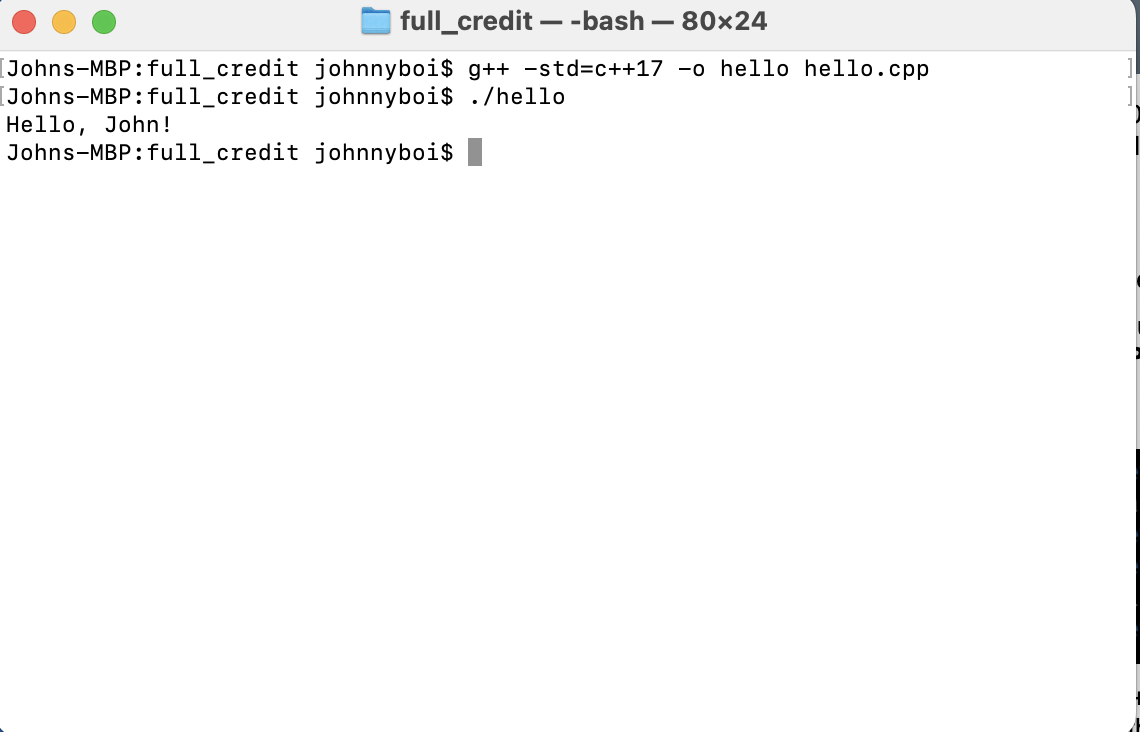 full_credit — -bash — 80×24
[Johns-MBP:full_credit johnnyboi$ g++ -std=c++17 -o hello hello.cpp ]
[Johns-MBP:full_credit johnnyboi$ ./hello ]
Hello, John!
Johns-MBP:full_credit johnnyboi$